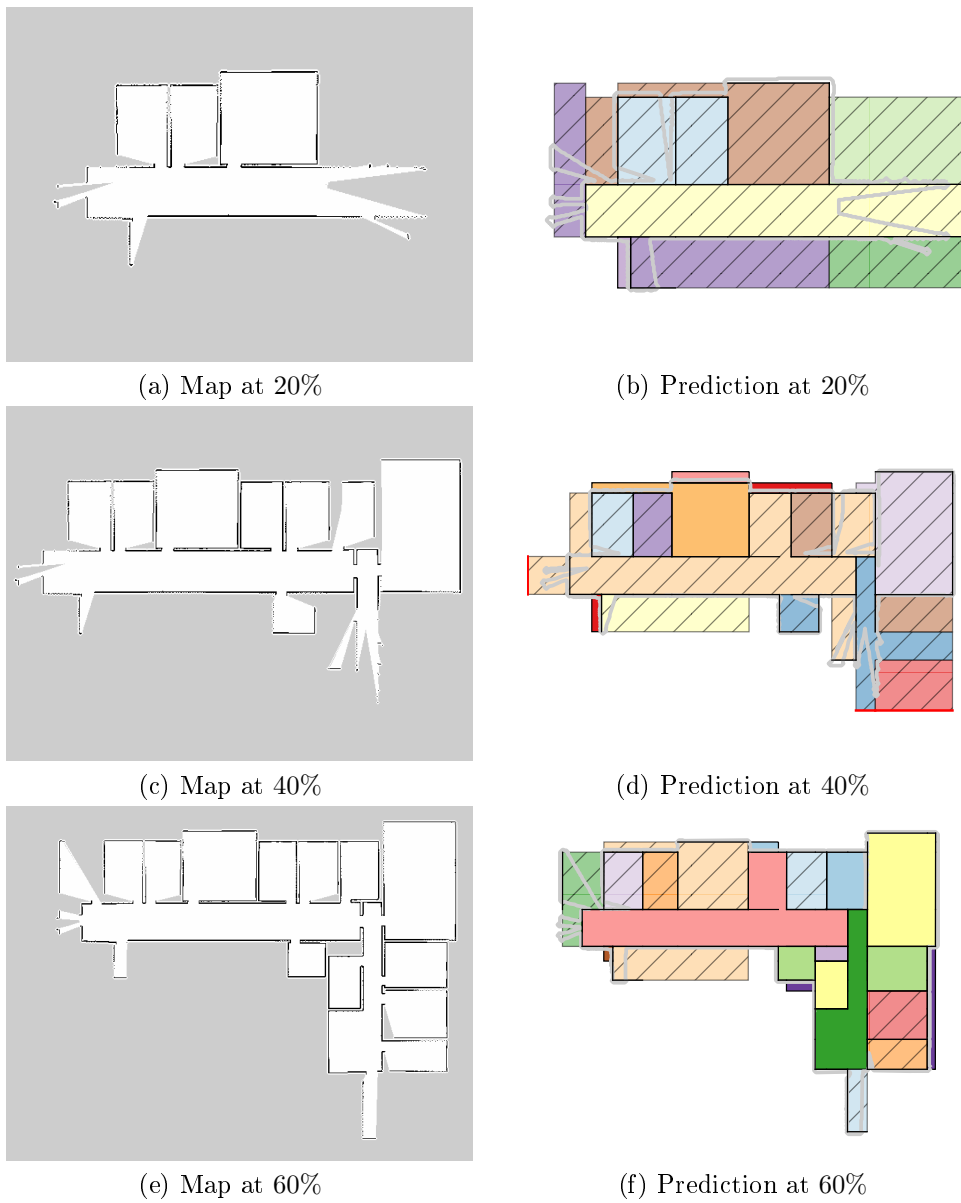 (a) Map at 20%
(b) Prediction at 20%
(c) Map at 40%
(d) Prediction at 40%
(e) Map at 60%
(f) Prediction at 60%